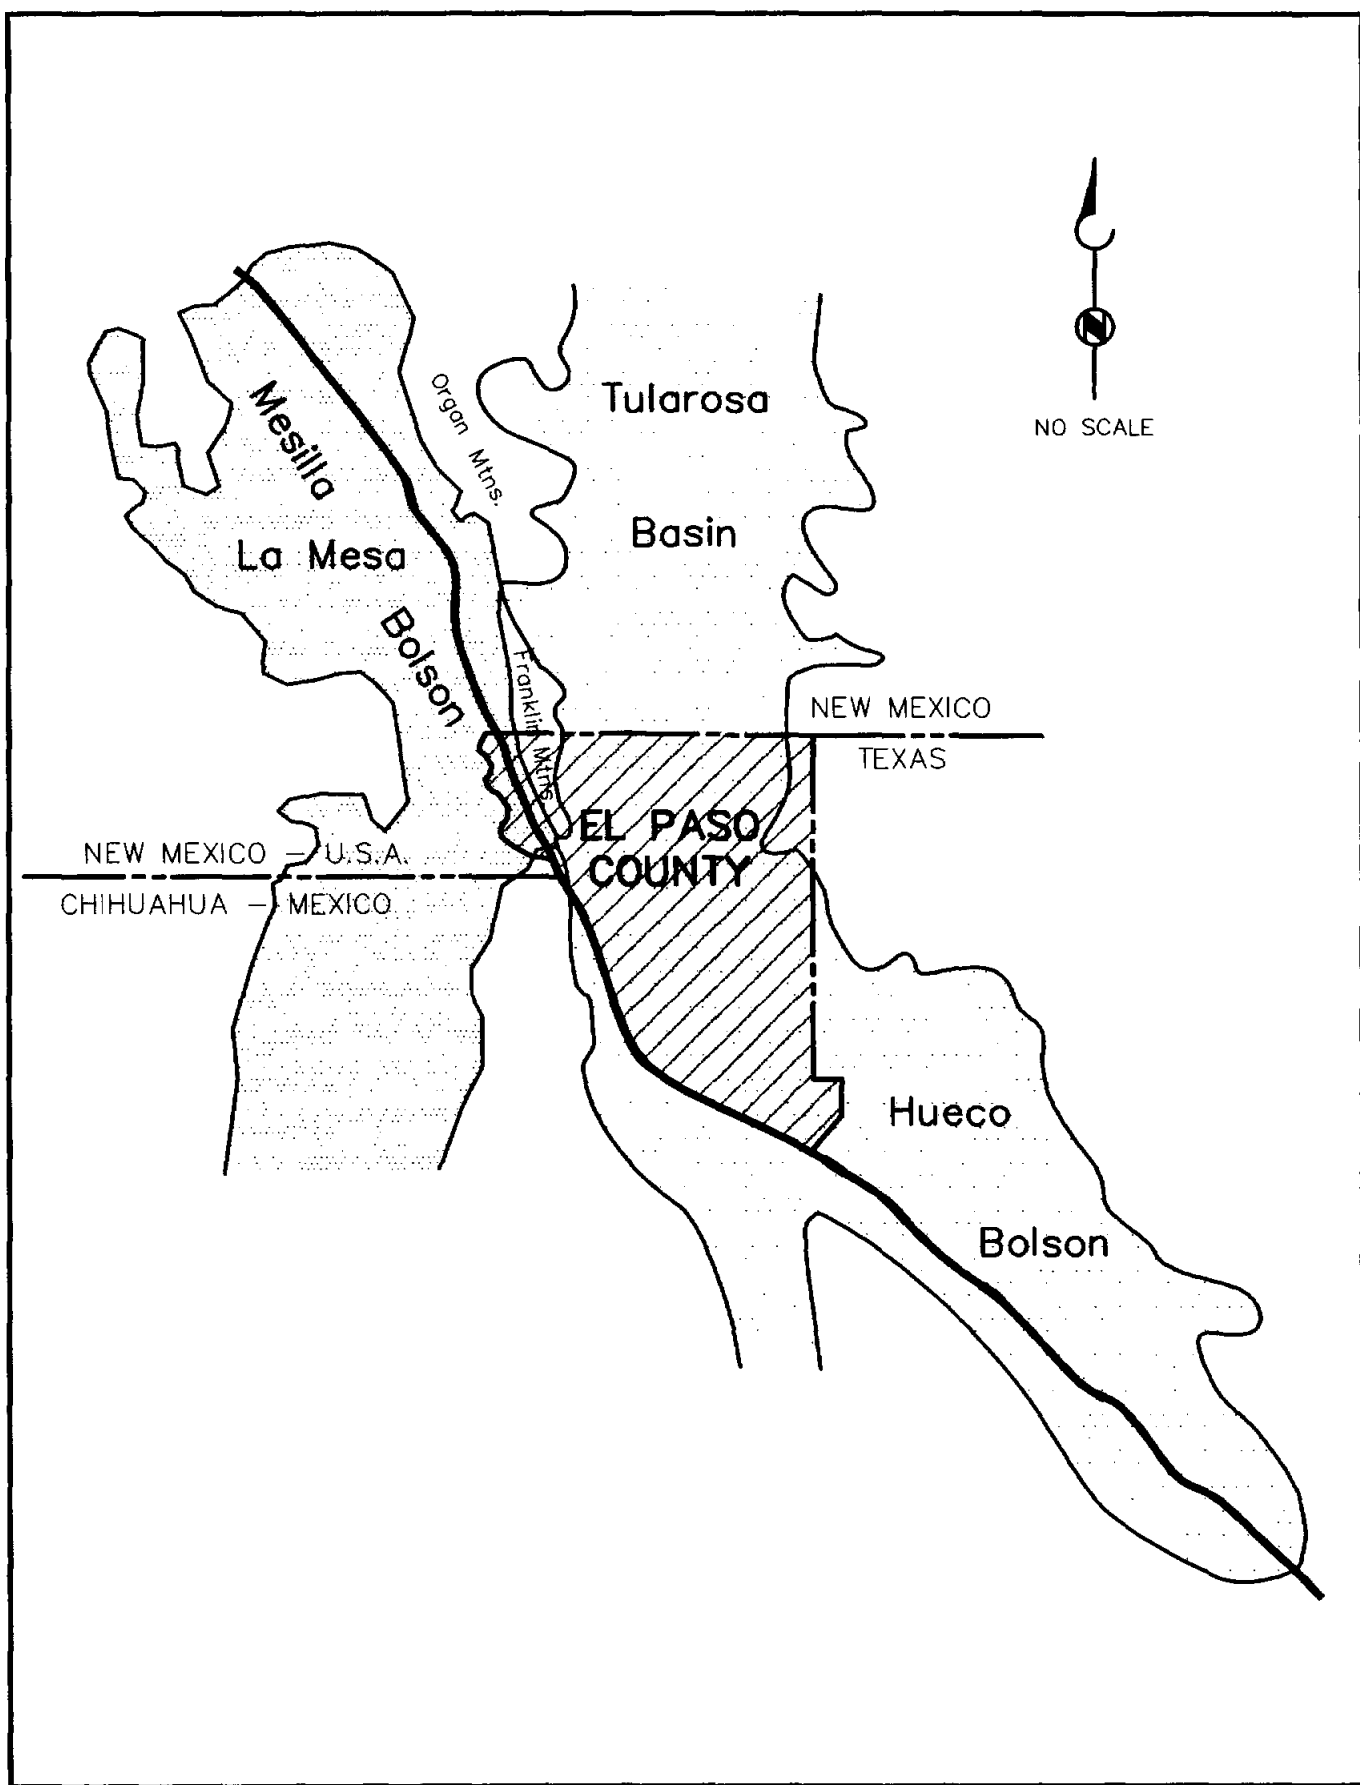 Organ Mtns.
Tularosa
Mesilla
NO SCALE
Basin
La Mesa
Bolson
Franklin Mtns
NEW MEXICO
TEXAS
EL PASO
COUNTY
NEW MEXICO – U.S.A.
CHIHUAHUA – MEXICO
Hueco
Bolson
N